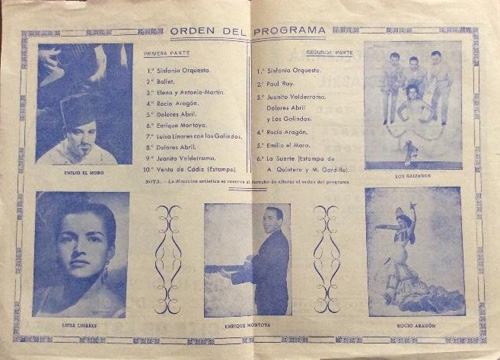 ORDEN DEL PROGRAMA
PRIMERA PARTE
1.º Sinfonía Orquesta.
2.º Ballet.
3.º Elena y Antonio-Martín.
4.º Rocío Aragón.
5.º Dolores Abril.
6.º Enrique Montoya.
7.º Luisa Linares con los Galindos.
8.º Dolores Abril.
9.º Juanito Valderrama.
10.º Venta de Cádiz (Estampa).
SEGUNDA PARTE
1.º Sinfonía Orquesta.
2.º Paul Ray.
3.º Juanito Valderrama.
Dolores Abril
y Los Galindos.
4.º Rocío Aragón.
5.º Emilio el Moro.
6.º La Suerte (Estampa de
A. Quintero y M. Gordillo)
NOTA. - La Dirección artística se reserva el derecho de alterar el orden del programa
EMILIO EL MORO
LOS GALINDOS
LUISA LINARES
ENRIQUE MONTOYA
ROCIO ARAGÓN